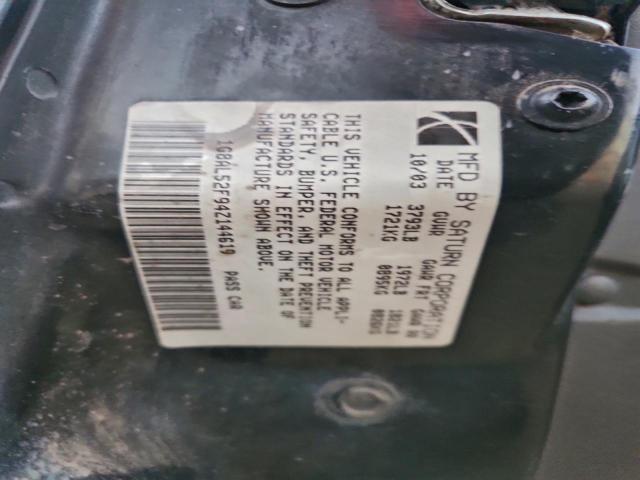 MFD BY SATURN CORPORATION
DATE GVWR GAWR FRT GAWR RR
10/03 3793LB 1972LB 1821LB
1721KG 0895KG 0826KG
THIS VEHICLE CONFORMS TO ALL APPLI-
CABLE U.S. FEDERAL MOTOR VEHICLE
SAFETY, BUMPER, AND THEFT PREVENTION
STANDARDS IN EFFECT ON THE DATE OF
MANUFACTURE SHOWN ABOVE.
1G8AL52F94Z144619 PASS CAR